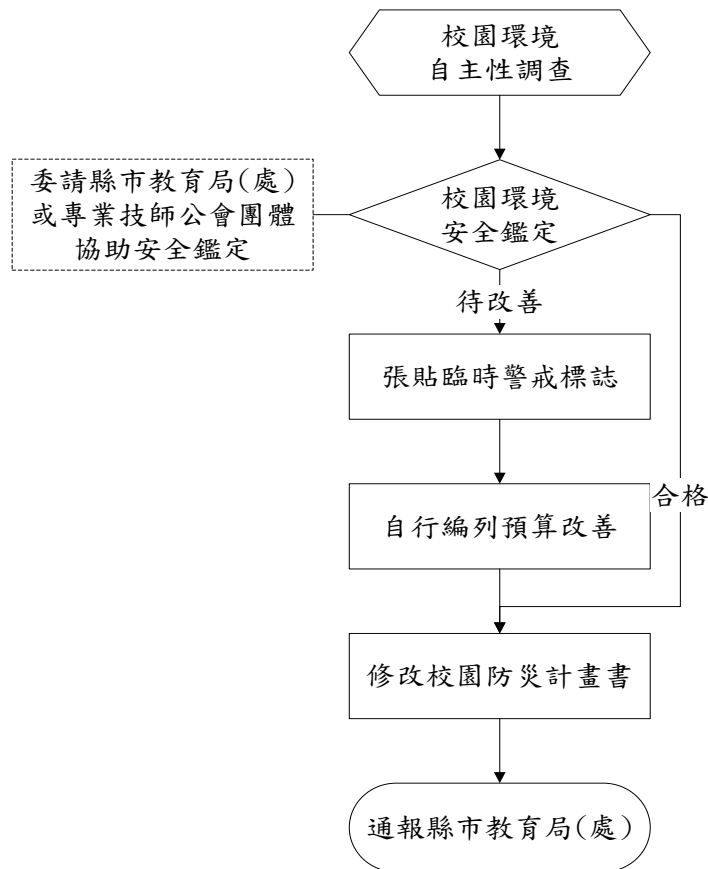 校園環境
自主性調查
委請縣市教育局(處)
或專業技師公會團體
協助安全鑑定
校園環境
安全鑑定
待改善
張貼臨時警戒標誌
合格
自行編列預算改善
修改校園防災計畫書
通報縣市教育局(處)